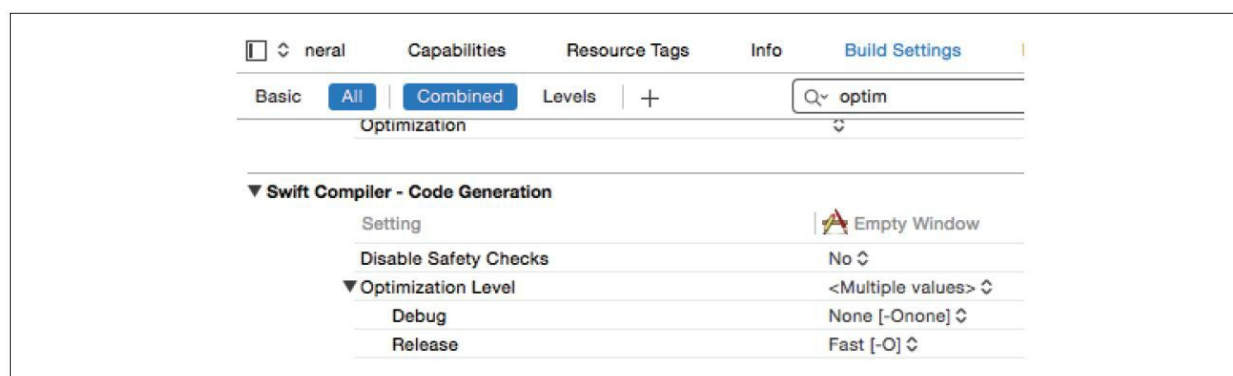 neral Capabilities Resource Tags Info Build Settings
Basic All Combined Levels + optim
Optimization
Swift Compiler - Code Generation
Setting Empty Window
Disable Safety Checks No
Optimization Level <Multiple values>
Debug None [-Onone]
Release Fast [-O]